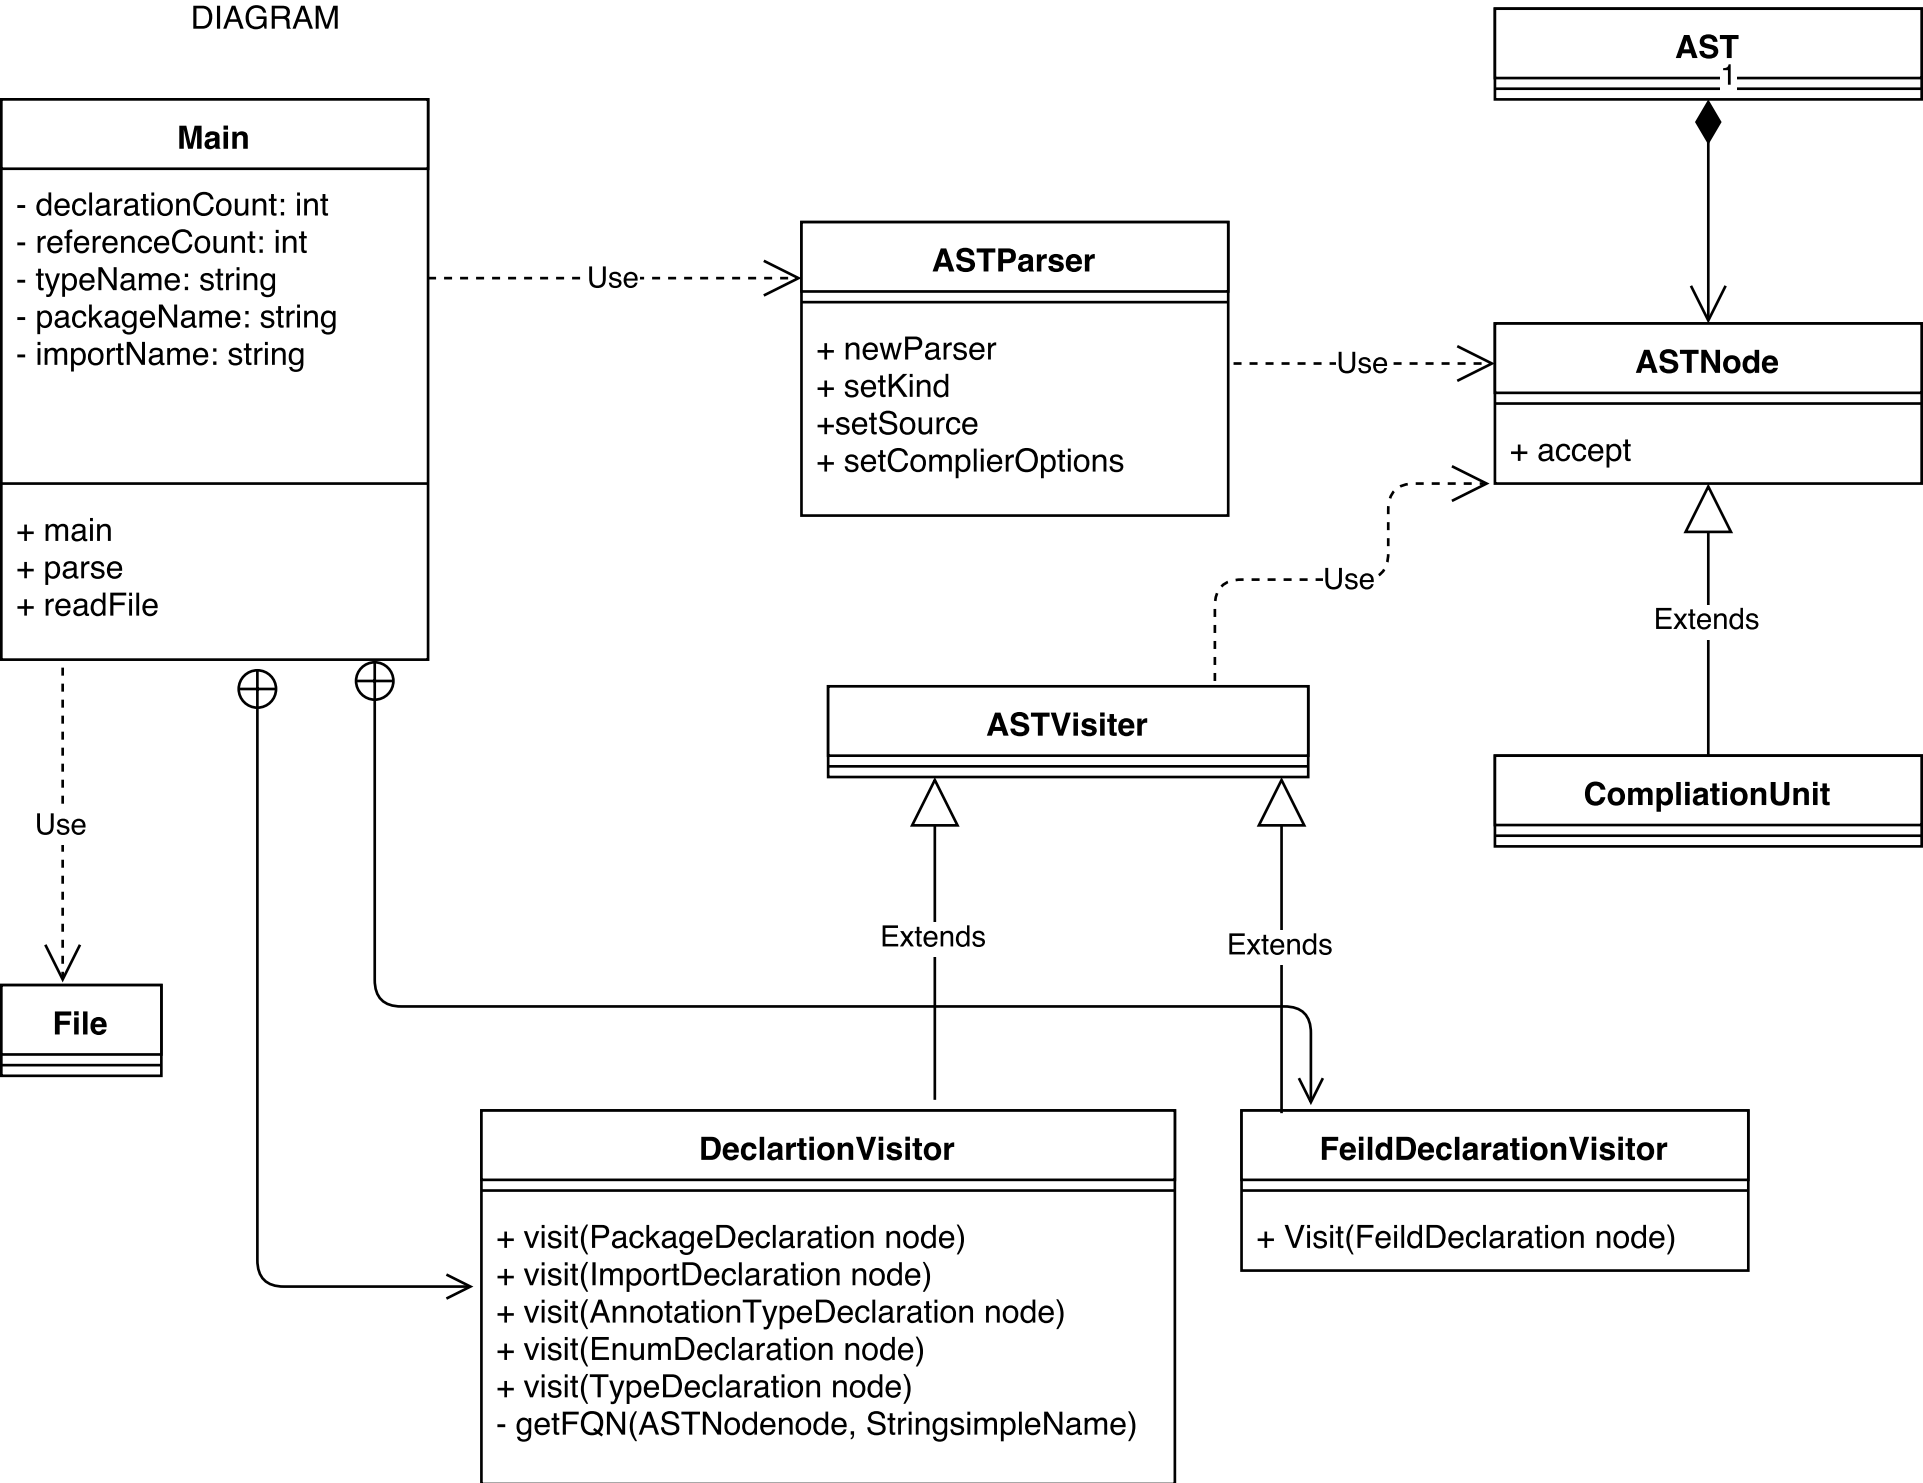 DIAGRAM
AST
1
Main
- declarationCount: int
- referenceCount: int
- typeName: string
- packageName: string
- importName: string
+ main
+ parse
+ readFile
Use
ASTParser
+ newParser
+ setKind
+setSource
+ setComplierOptions
Use
ASTNode
+ accept
Use
Extends
ASTVisiter
CompliationUnit
Use
Extends
Extends
File
DeclartionVisitor
+ visit(PackageDeclaration node)
+ visit(ImportDeclaration node)
+ visit(AnnotationTypeDeclaration node)
+ visit(EnumDeclaration node)
+ visit(TypeDeclaration node)
- getFQN(ASTNodenode, StringsimpleName)
FeildDeclarationVisitor
+ Visit(FeildDeclaration node)